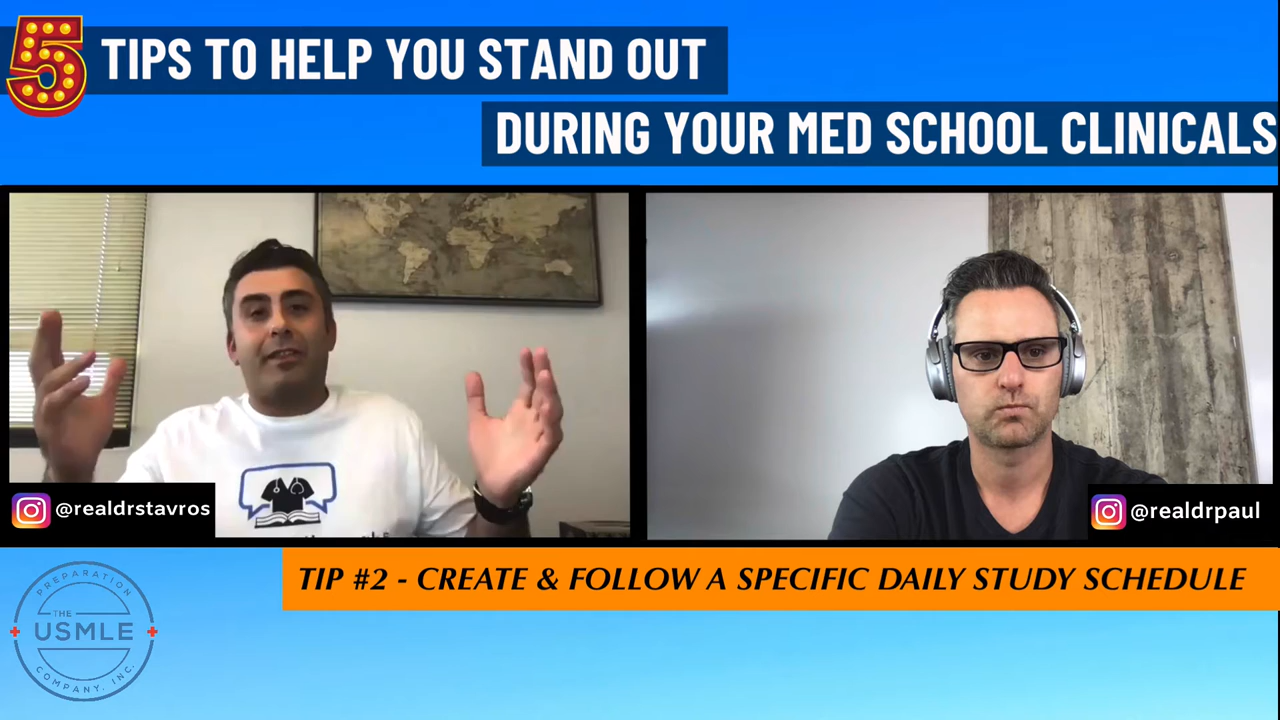 5 TIPS TO HELP YOU STAND OUT
DURING YOUR MED SCHOOL CLINICALS
@realdrstavros
@realdrpaul
TIP #2 - CREATE & FOLLOW A SPECIFIC DAILY STUDY SCHEDULE
PREPARATION
THE
USMLE
COMPANY, INC.